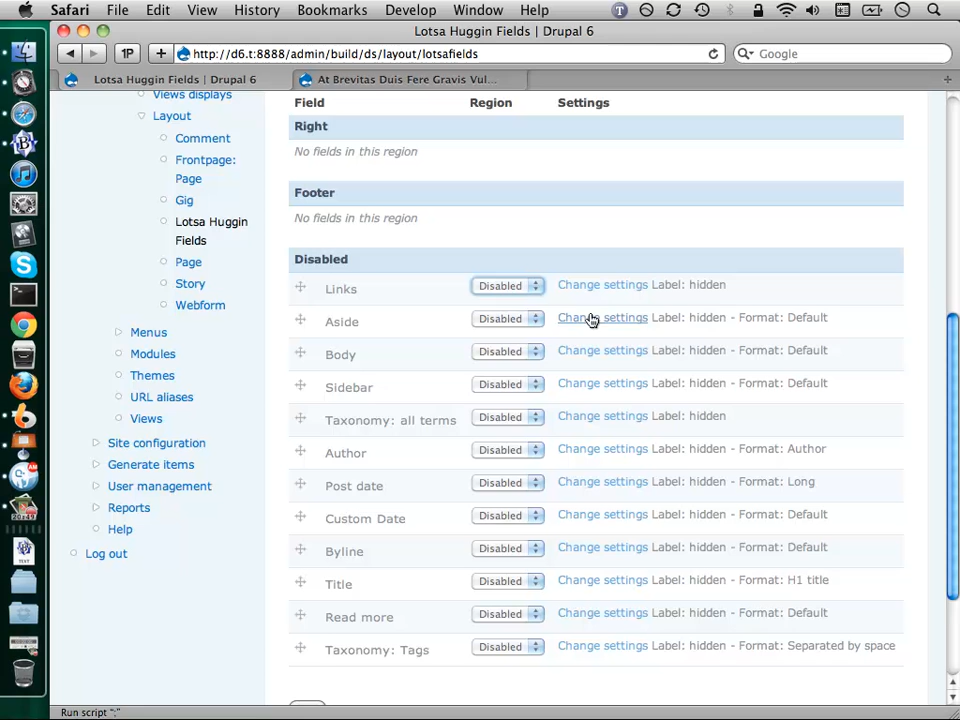 Safari File Edit View History Bookmarks Develop Window Help
Lotsa Huggin Fields | Drupal 6
1P
http://d6.t:8888/admin/build/ds/layout/lotsafields
Google
Lotsa Huggin Fields | Drupal 6
At Brevitas Duis Fere Gravis Vul...
Views displays
Layout
Comment
Frontpage:
Page
Gig
Lotsa Huggin
Fields
Page
Story
Webform
Menus
Modules
Themes
URL aliases
Views
Site configuration
Generate items
User management
Reports
Help
Log out
Field Region Settings
Right
No fields in this region
Footer
No fields in this region
Disabled
Links Disabled Change settings Label: hidden
Aside Disabled Change settings Label: hidden - Format: Default
Body Disabled Change settings Label: hidden - Format: Default
Sidebar Disabled Change settings Label: hidden - Format: Default
Taxonomy: all terms Disabled Change settings Label: hidden
Author Disabled Change settings Label: hidden - Format: Author
Post date Disabled Change settings Label: hidden - Format: Long
Custom Date Disabled Change settings Label: hidden - Format: Default
Byline Disabled Change settings Label: hidden - Format: Default
Title Disabled Change settings Label: hidden - Format: H1 title
Read more Disabled Change settings Label: hidden - Format: Default
Taxonomy: Tags Disabled Change settings Label: hidden - Format: Separated by space
Run script ";"